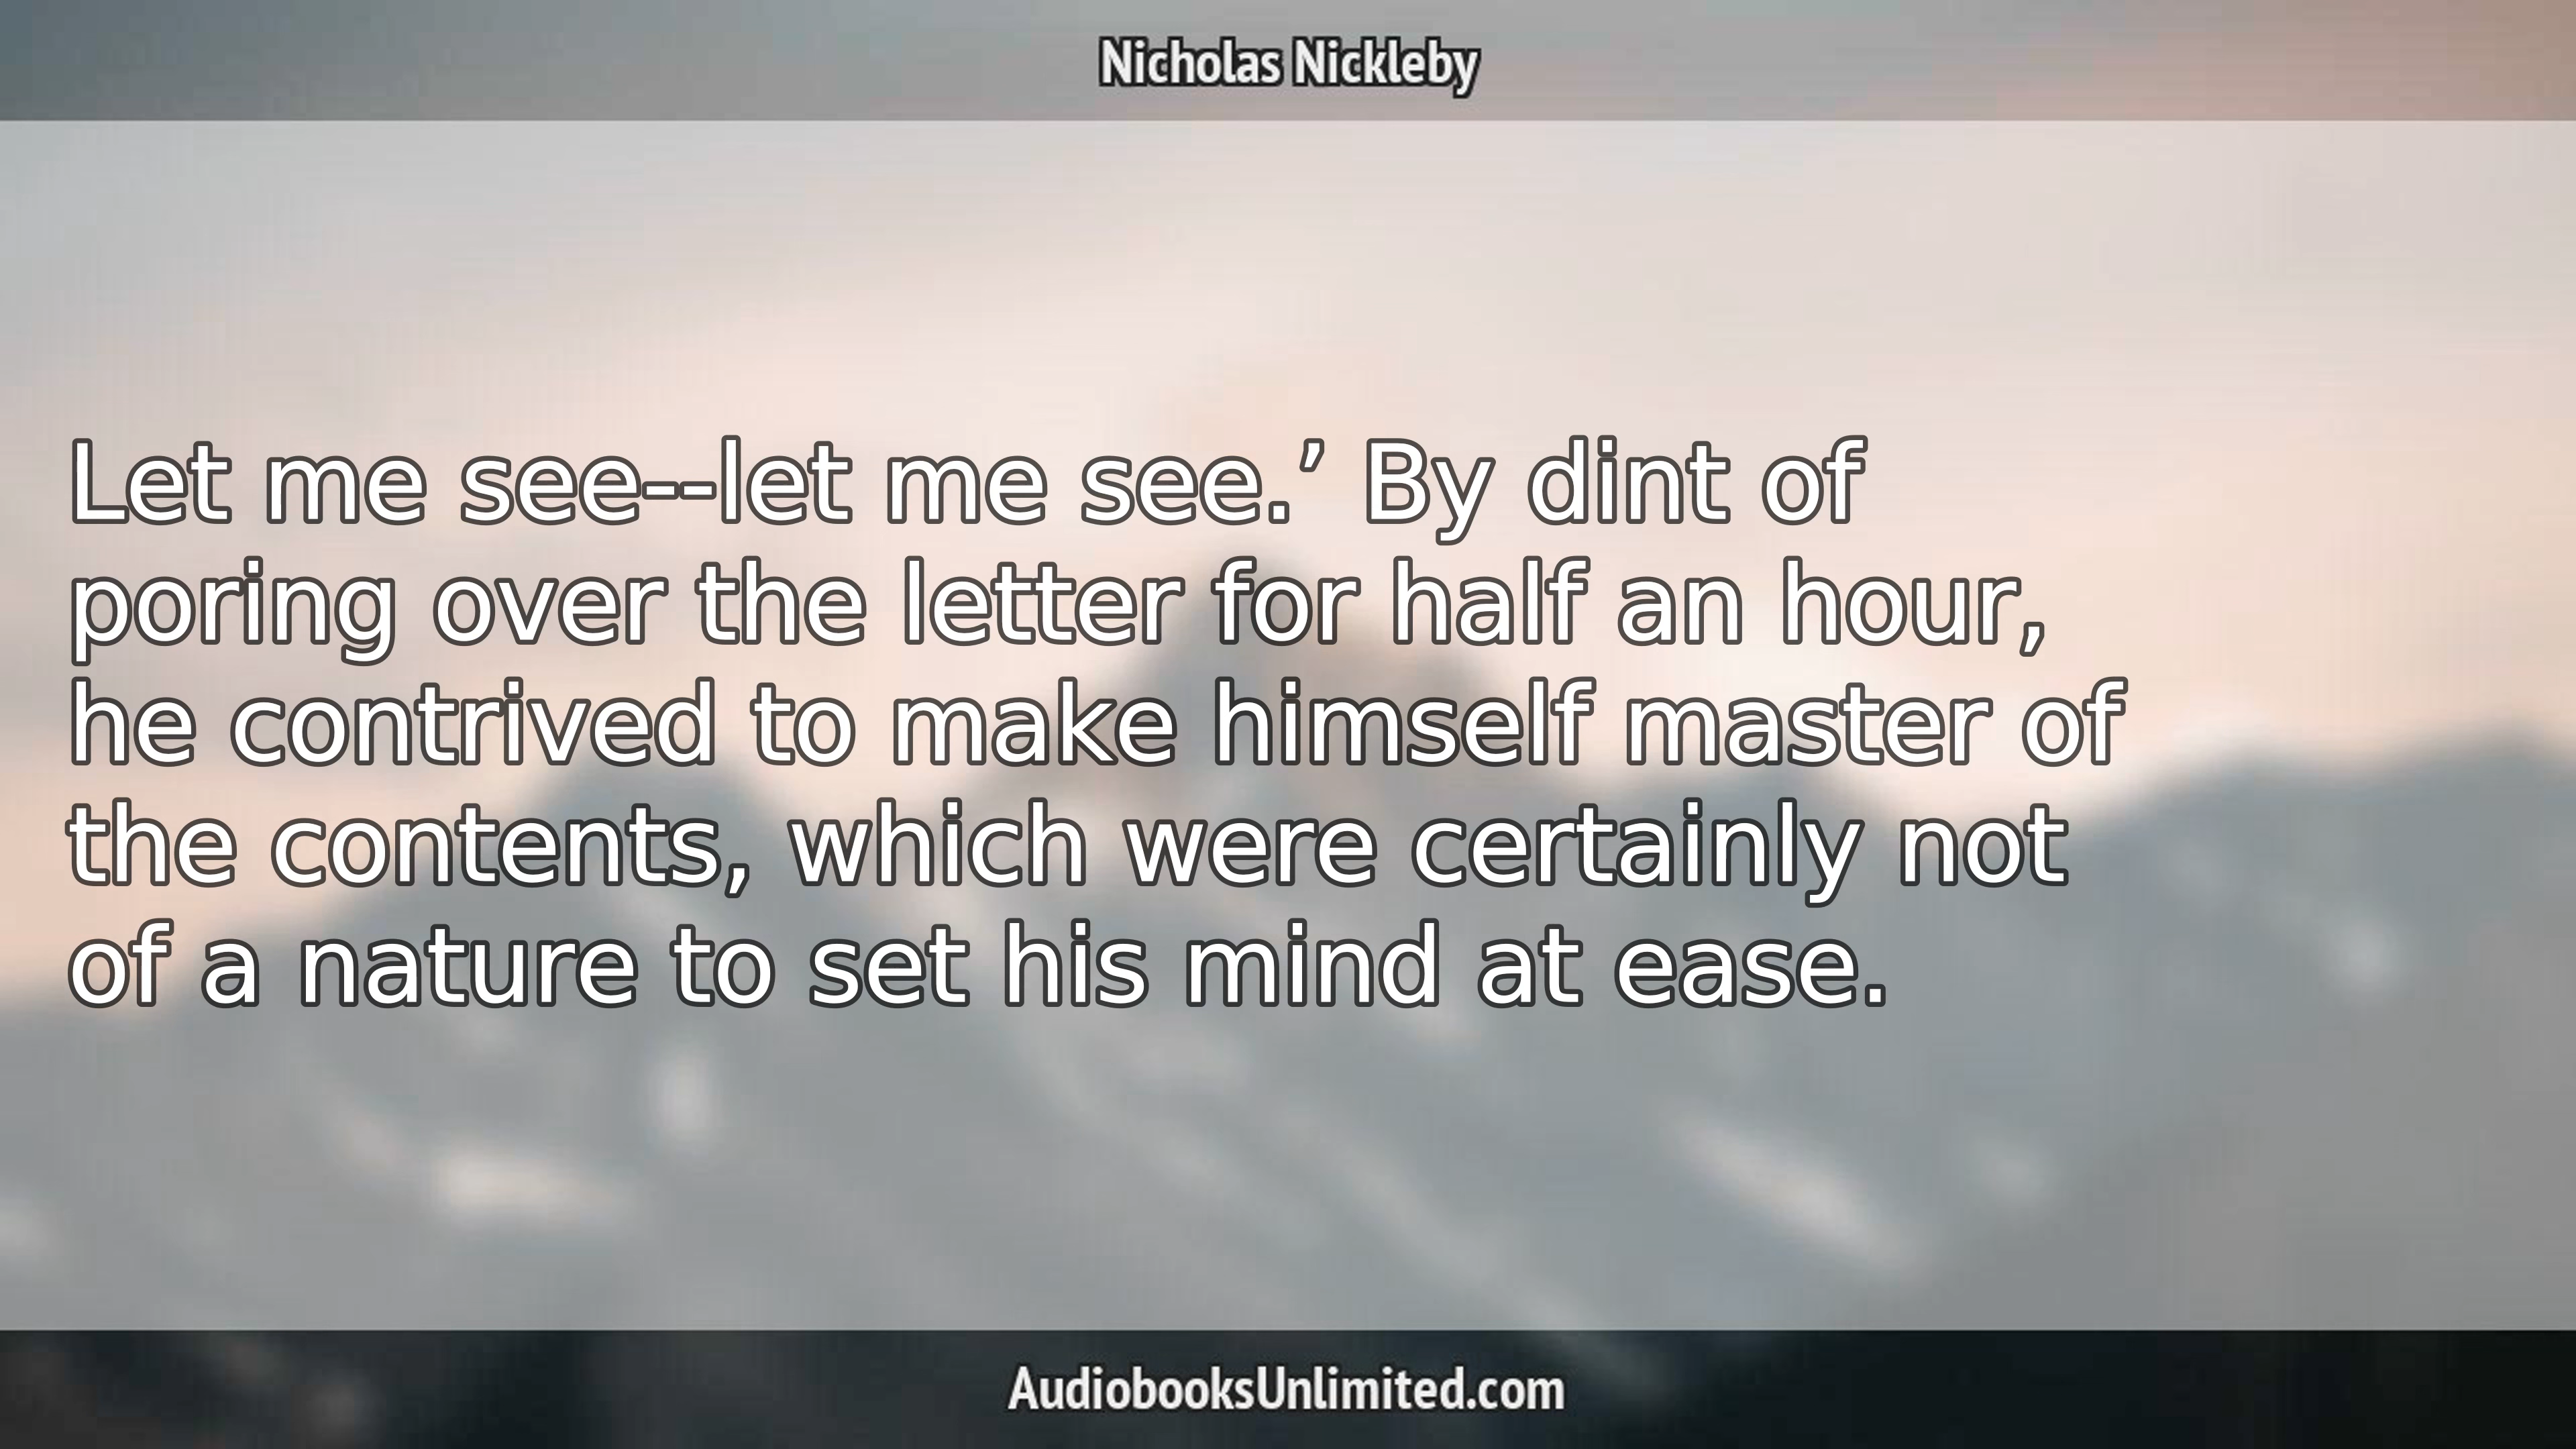 Nicholas Nickleby
Let me see--let me see.’ By dint of
poring over the letter for half an hour,
he contrived to make himself master of
the contents, which were certainly not
of a nature to set his mind at ease.
AudiobooksUnlimited.com